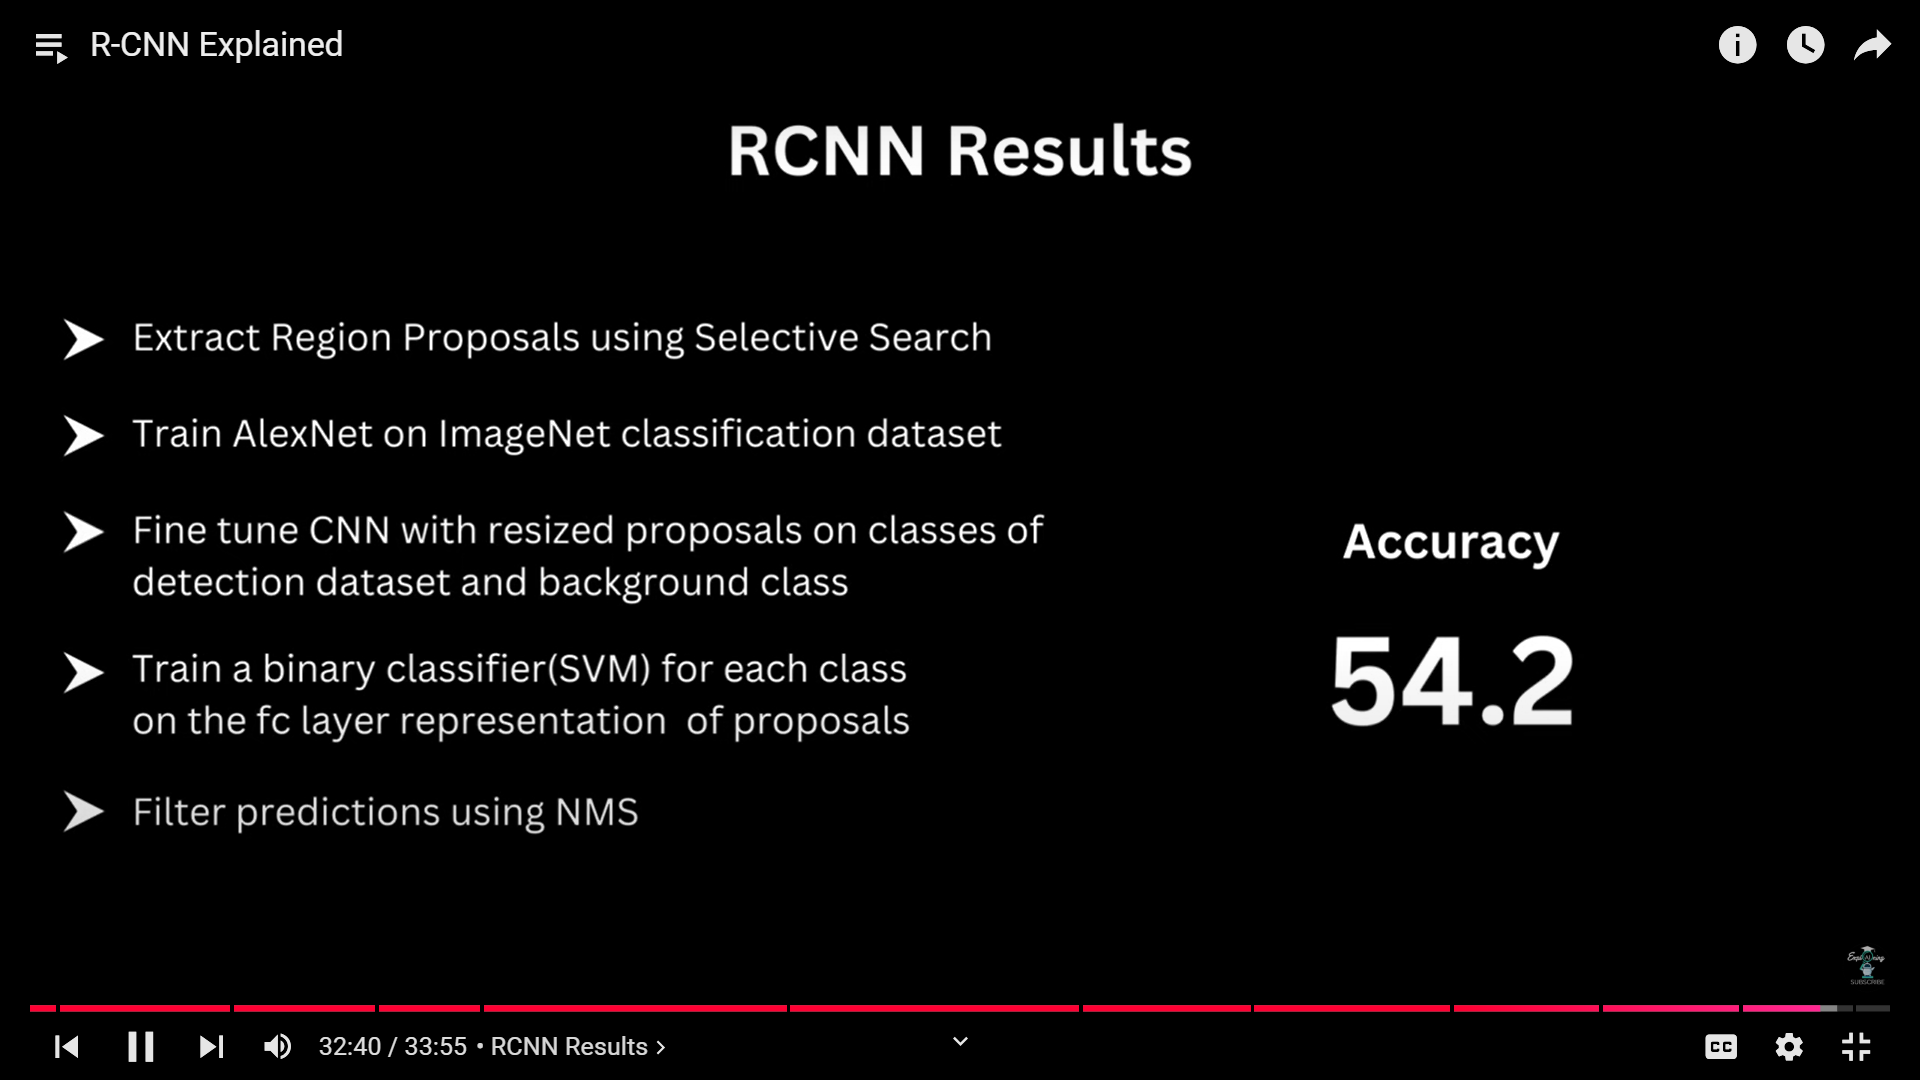 R-CNN Explained
RCNN Results
Extract Region Proposals using Selective Search
Train AlexNet on ImageNet classification dataset
Fine tune CNN with resized proposals on classes of
detection dataset and background class
Train a binary classifier(SVM) for each class
on the fc layer representation of proposals
Filter predictions using NMS
Accuracy
54.2
SUBSCRIBE
32:40 / 33:55 • RCNN Results
CC